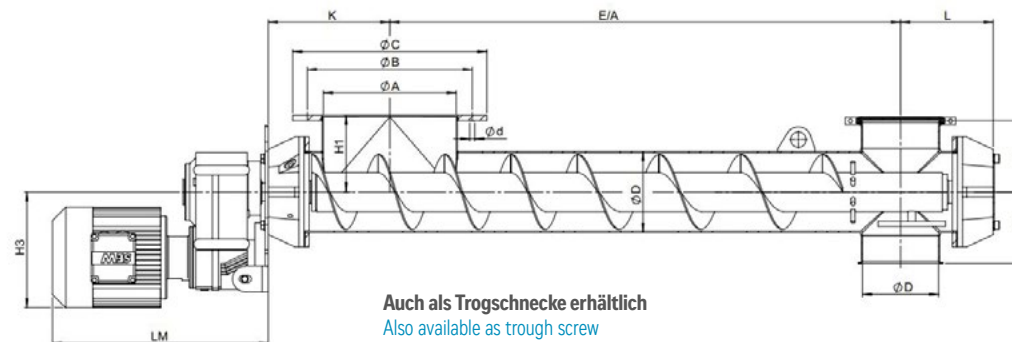 K
E/A
L
ØC
ØB
ØA
Ød
H1
ØD
H3
SEW
ØD
LM
Auch als Trogschnecke erhältlich
Also available as trough screw